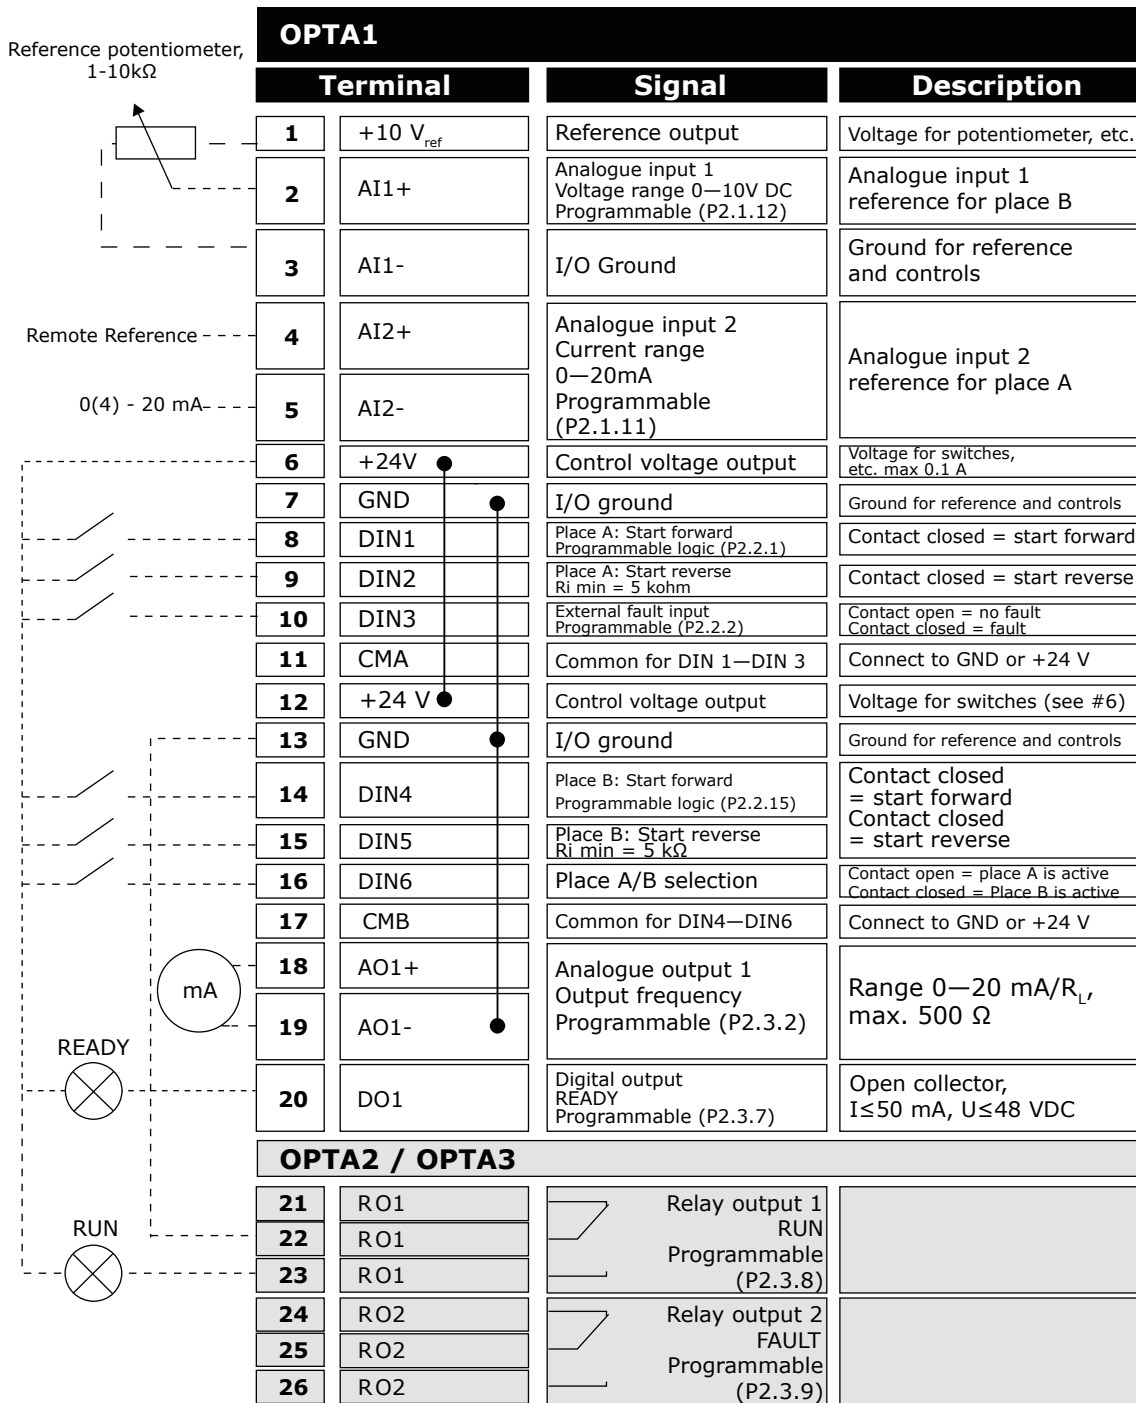 OPTA1
Reference potentiometer,
1-10kΩ
Terminal Signal Description
1 +10 Vref Reference output Voltage for potentiometer, etc.
2 AI1+ Analogue input 1
Voltage range 0—10V DC
Programmable (P2.1.12)
Analogue input 1
reference for place B
3 AI1- I/O Ground Ground for reference
and controls
Remote Reference
4 AI2+
0(4) - 20 mA
5 AI2-
Analogue input 2
Current range
0—20mA
Programmable
(P2.1.11)
Analogue input 2
reference for place A
6 +24V Control voltage output Voltage for switches,
etc. max 0.1 A
7 GND I/O ground Ground for reference and controls
8 DIN1 Place A: Start forward
Programmable logic (P2.2.1)
Contact closed = start forward
9 DIN2 Place A: Start reverse
Ri min = 5 kohm
Contact closed = start reverse
10 DIN3 External fault input
Programmable (P2.2.2)
Contact open = no fault
Contact closed = fault
11 CMA Common for DIN 1—DIN 3 Connect to GND or +24 V
12 +24 V Control voltage output Voltage for switches (see #6)
13 GND I/O ground Ground for reference and controls
14 DIN4 Place B: Start forward
Programmable logic (P2.2.15)
15 DIN5 Place B: Start reverse
Ri min = 5 kΩ
Contact closed
= start forward
Contact closed
= start reverse
16 DIN6 Place A/B selection Contact open = place A is active
Contact closed = Place B is active
17 CMB Common for DIN4—DIN6 Connect to GND or +24 V
mA
18 AO1+
19 AO1-
Analogue output 1
Output frequency
Programmable (P2.3.2)
Range 0—20 mA/RL,
max. 500 Ω
READY
20 DO1 Digital output
READY
Programmable (P2.3.7)
Open collector,
I≤50 mA, U≤48 VDC
OPTA2 / OPTA3
RUN
21 RO1
22 RO1
23 RO1
Relay output 1
RUN
Programmable
(P2.3.8)
24 RO2
25 RO2
26 RO2
Relay output 2
FAULT
Programmable
(P2.3.9)